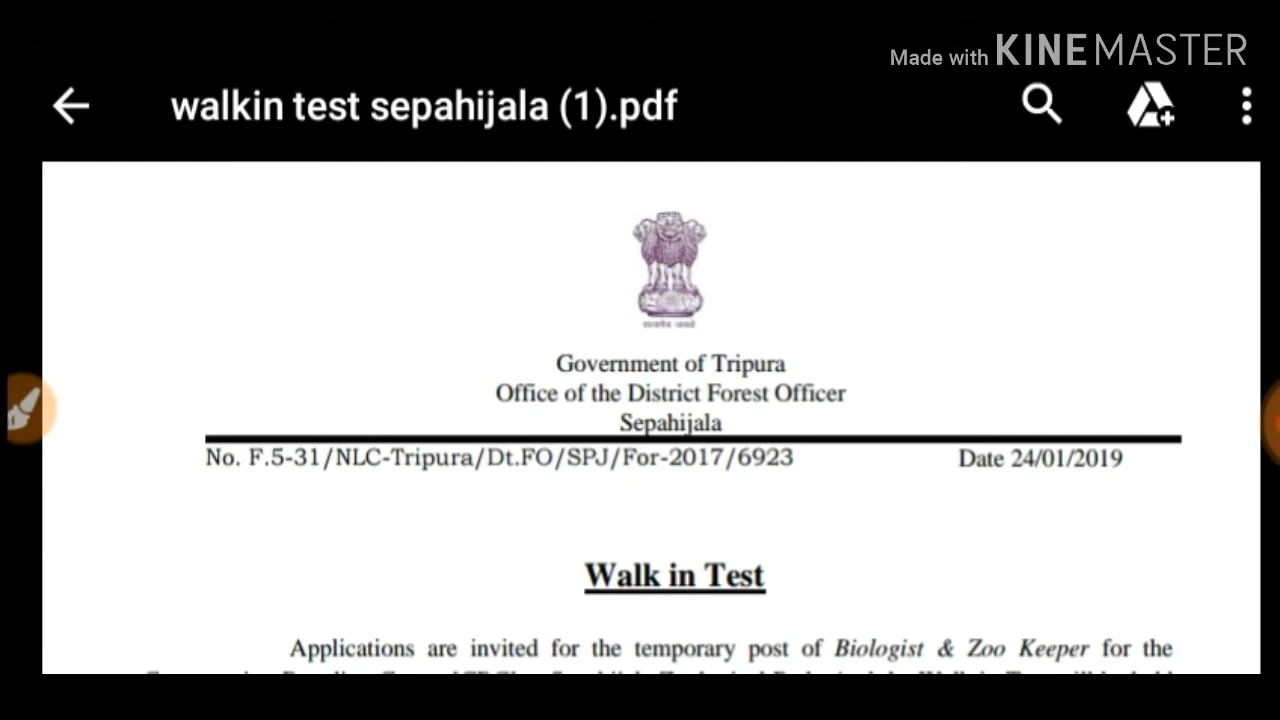 Made with KINEMASTER
walkin test sepahijala (1).pdf
Government of Tripura
Office of the District Forest Officer
Sepahijala
No. F.5-31/NLC-Tripura/Dt.FO/SPJ/For-2017/6923 Date 24/01/2019
Walk in Test
Applications are invited for the temporary post of Biologist & Zoo Keeper for the